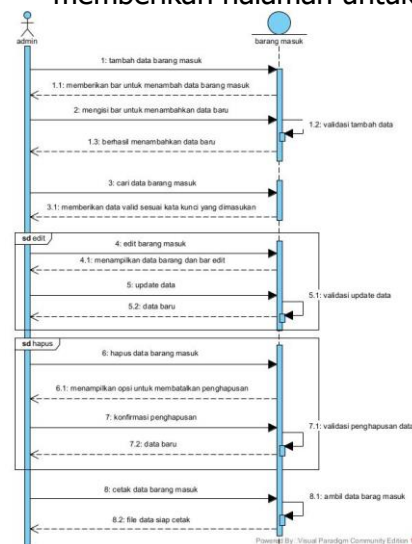 memberikan halaman untuk
admin
barang masuk
1: tambah data barang masuk
1.1: memberikan bar untuk menambah data barang masuk
2: mengisi bar untuk menambahkan data baru
1.2: validasi tambah data
1.3: berhasil menambahkan data baru
3: cari data barang masuk
3.1: memberikan data valid sesuai kata kunci yang dimasukan
sd edit
4: edit barang masuk
4.1: menampilkan data barang dan bar edit
5: update data
5.1: validasi update data
5.2: data baru
sd hapus
6: hapus data barang masuk
6.1: menampilkan opsi untuk membatalkan penghapusan
7: konfirmasi penghapusan
7.1: validasi penghapusan data
7.2: data baru
8: cetak data barang masuk
8.1: ambil data barag masuk
8.2: file data siap cetak
Powered By: Visual Paradigm Community Edition